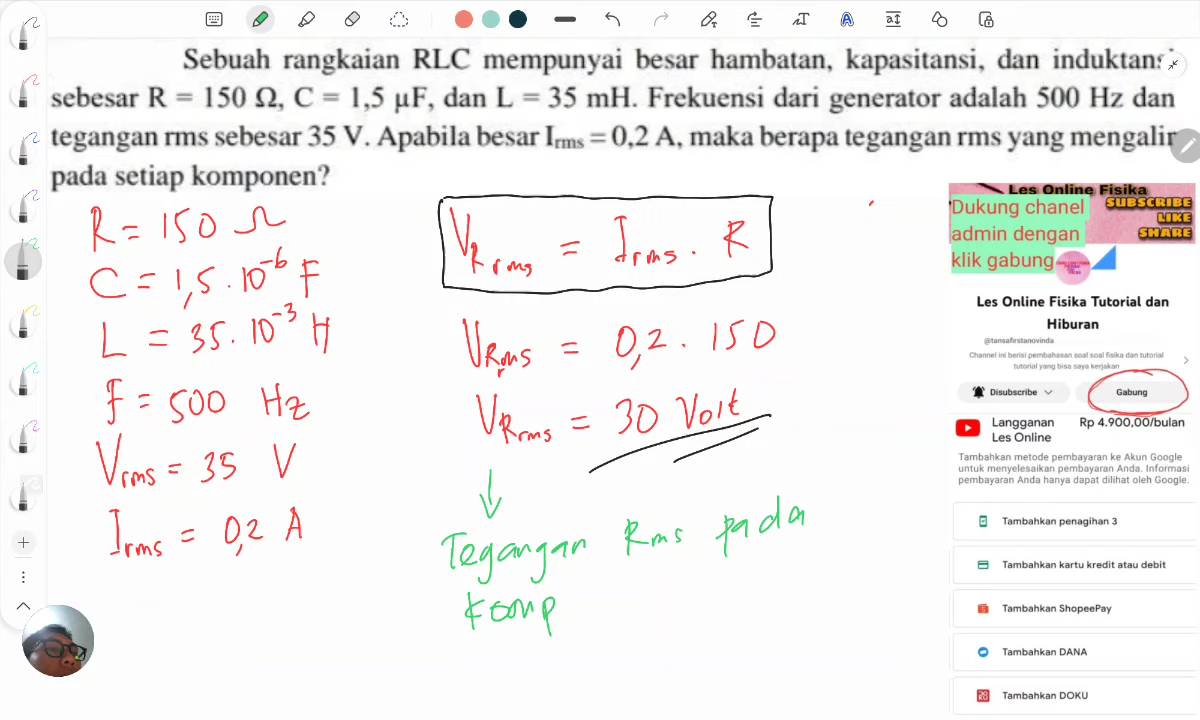 Sebuah rangkaian RLC mempunyai besar hambatan, kapasitansi, dan induktansi
sebesar R = 150 Ω, C = 1,5 μF, dan L = 35 mH. Frekuensi dari generator adalah 500 Hz dan
tegangan rms sebesar 35 V. Apabila besar Irms = 0,2 A, maka berapa tegangan rms yang mengalir
pada setiap komponen?
R = 150 Ω
C = 1,5 . 10⁻⁶ F
L = 35 . 10⁻³ H
F = 500 Hz
Vrms = 35 V
Irms = 0,2 A
VRrms = Irms . R
VRrms = 0,2 . 150
VRrms = 30 Volt
↓
Tegangan Rms pada
Komp
Les Online Fisika
SUBSCRIBE
LIKE
SHARE
Dukung chanel
admin dengan
klik gabung
Les Online Fisika Tutorial dan
Hiburan
@tansafirstanovinda
Channel ini berisi pembahasan soal soal fisika dan tutorial
tutorial yang bisa saya kerjakan
Disubscribe
Gabung
Langganan
Les Online
Rp 4.900,00/bulan
Tambahkan metode pembayaran ke Akun Google
untuk menyelesaikan pembayaran Anda. Informasi
pembayaran Anda hanya dapat dilihat oleh Google.
Tambahkan penagihan 3
Tambahkan kartu kredit atau debit
Tambahkan ShopeePay
Tambahkan DANA
Tambahkan DOKU